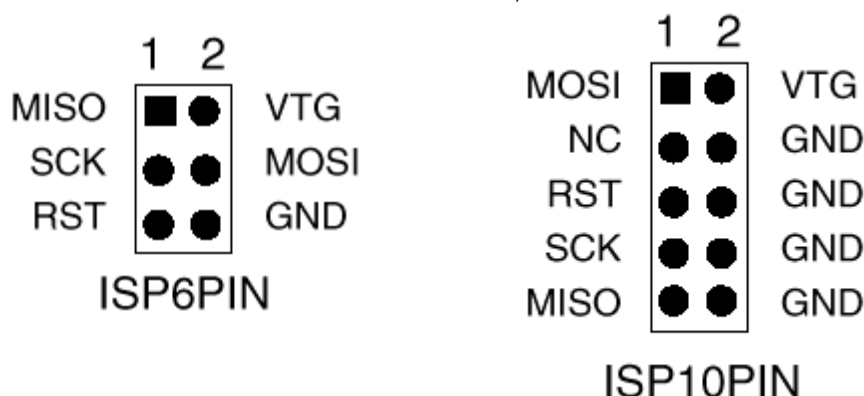 1 2
MISO VTG
SCK MOSI
RST GND
ISP6PIN
1 2
MOSI VTG
NC GND
RST GND
SCK GND
MISO GND
ISP10PIN